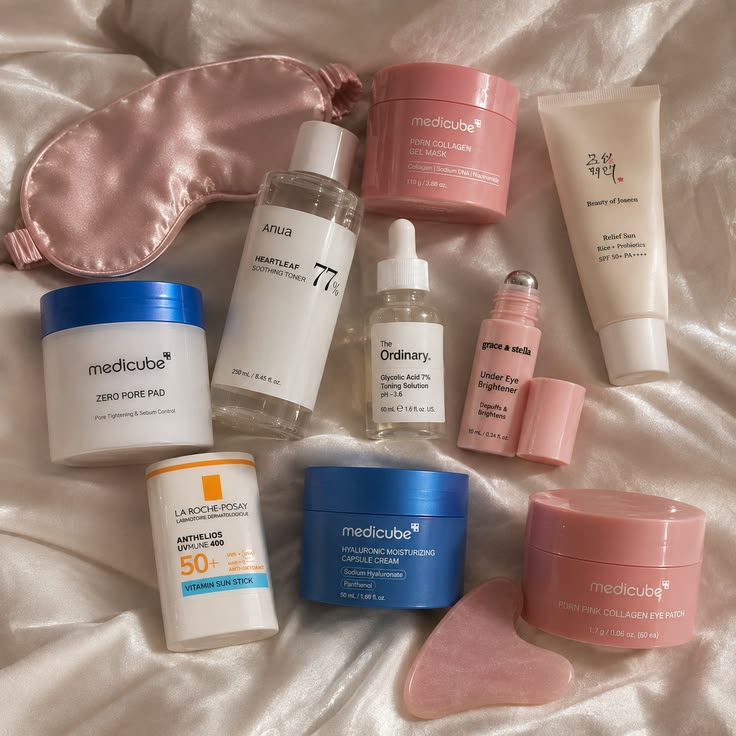 medicube
PORN COLLAGEN
GEL MASK
Collagen | Sodium DNA | Niacinamide
110 g / 3.88 oz.
Beauty of Joseon
Relief Sun
Rice + Probiotics
SPF 50+ PA++++
Anua
HEARTLEAF
77%
SOOTHING TONER
250 mL / 8.45 fl. oz.
medicube
ZERO PORE PAD
Pore Tightening & Sebum Control
The
Ordinary.
Glycolic Acid 7%
Toning Solution
pH ~3.6
60 mL e 1.6 fl oz. US.
grace & stella
Under Eye
Brightener
Depuffs &
Brightens
10 mL / 0.34 fl. oz.
LA ROCHE-POSAY
LABORATOIRE DERMATOLOGIQUE
ANTHELIOS
UVMUNE 400
50+
VITAMIN SUN STICK
medicube
HYALURONIC MOISTURIZING
CAPSULE CREAM
Sodium Hyaluronate
Panthenol
50 mL / 1.69 fl. oz.
medicube
PDRN PINK COLLAGEN EYE PATCH
1.7 g / 0.06 oz. (60 ea)